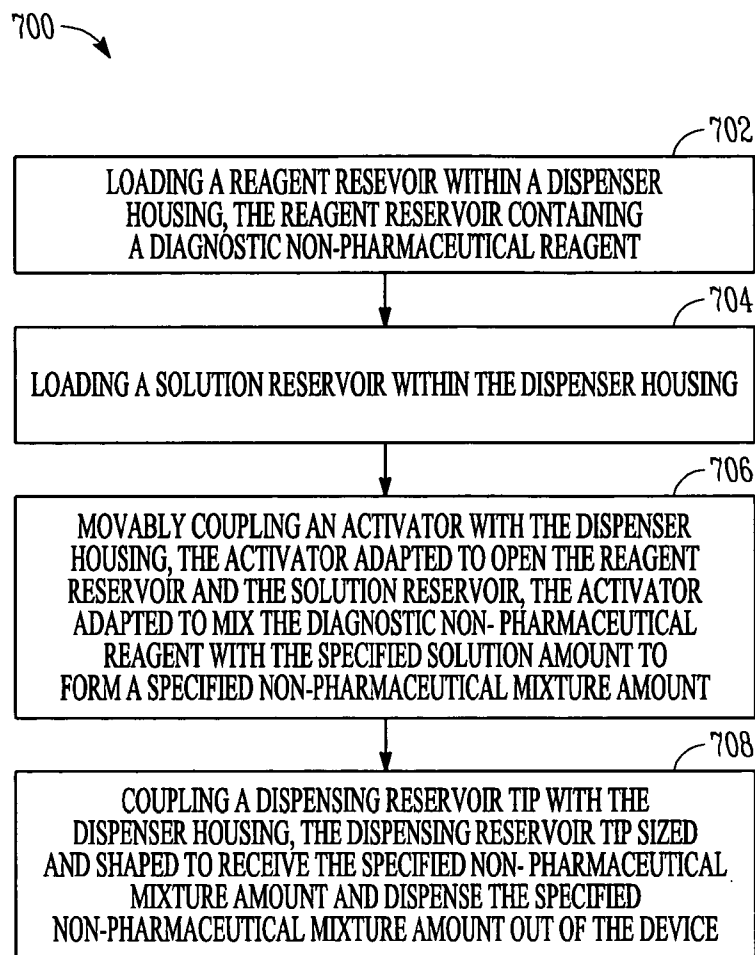 700
702
LOADING A REAGENT RESEVOIR WITHIN A DISPENSER
HOUSING, THE REAGENT RESERVOIR CONTAINING
A DIAGNOSTIC NON-PHARMACEUTICAL REAGENT
704
LOADING A SOLUTION RESERVOIR WITHIN THE DISPENSER HOUSING
706
MOVABLY COUPLING AN ACTIVATOR WITH THE DISPENSER
HOUSING, THE ACTIVATOR ADAPTED TO OPEN THE REAGENT
RESERVOIR AND THE SOLUTION RESERVOIR, THE ACTIVATOR
ADAPTED TO MIX THE DIAGNOSTIC NON- PHARMACEUTICAL
REAGENT WITH THE SPECIFIED SOLUTION AMOUNT TO
FORM A SPECIFIED NON-PHARMACEUTICAL MIXTURE AMOUNT
708
COUPLING A DISPENSING RESERVOIR TIP WITH THE
DISPENSER HOUSING, THE DISPENSING RESERVOIR TIP SIZED
AND SHAPED TO RECEIVE THE SPECIFIED NON- PHARMACEUTICAL
MIXTURE AMOUNT AND DISPENSE THE SPECIFIED
NON-PHARMACEUTICAL MIXTURE AMOUNT OUT OF THE DEVICE